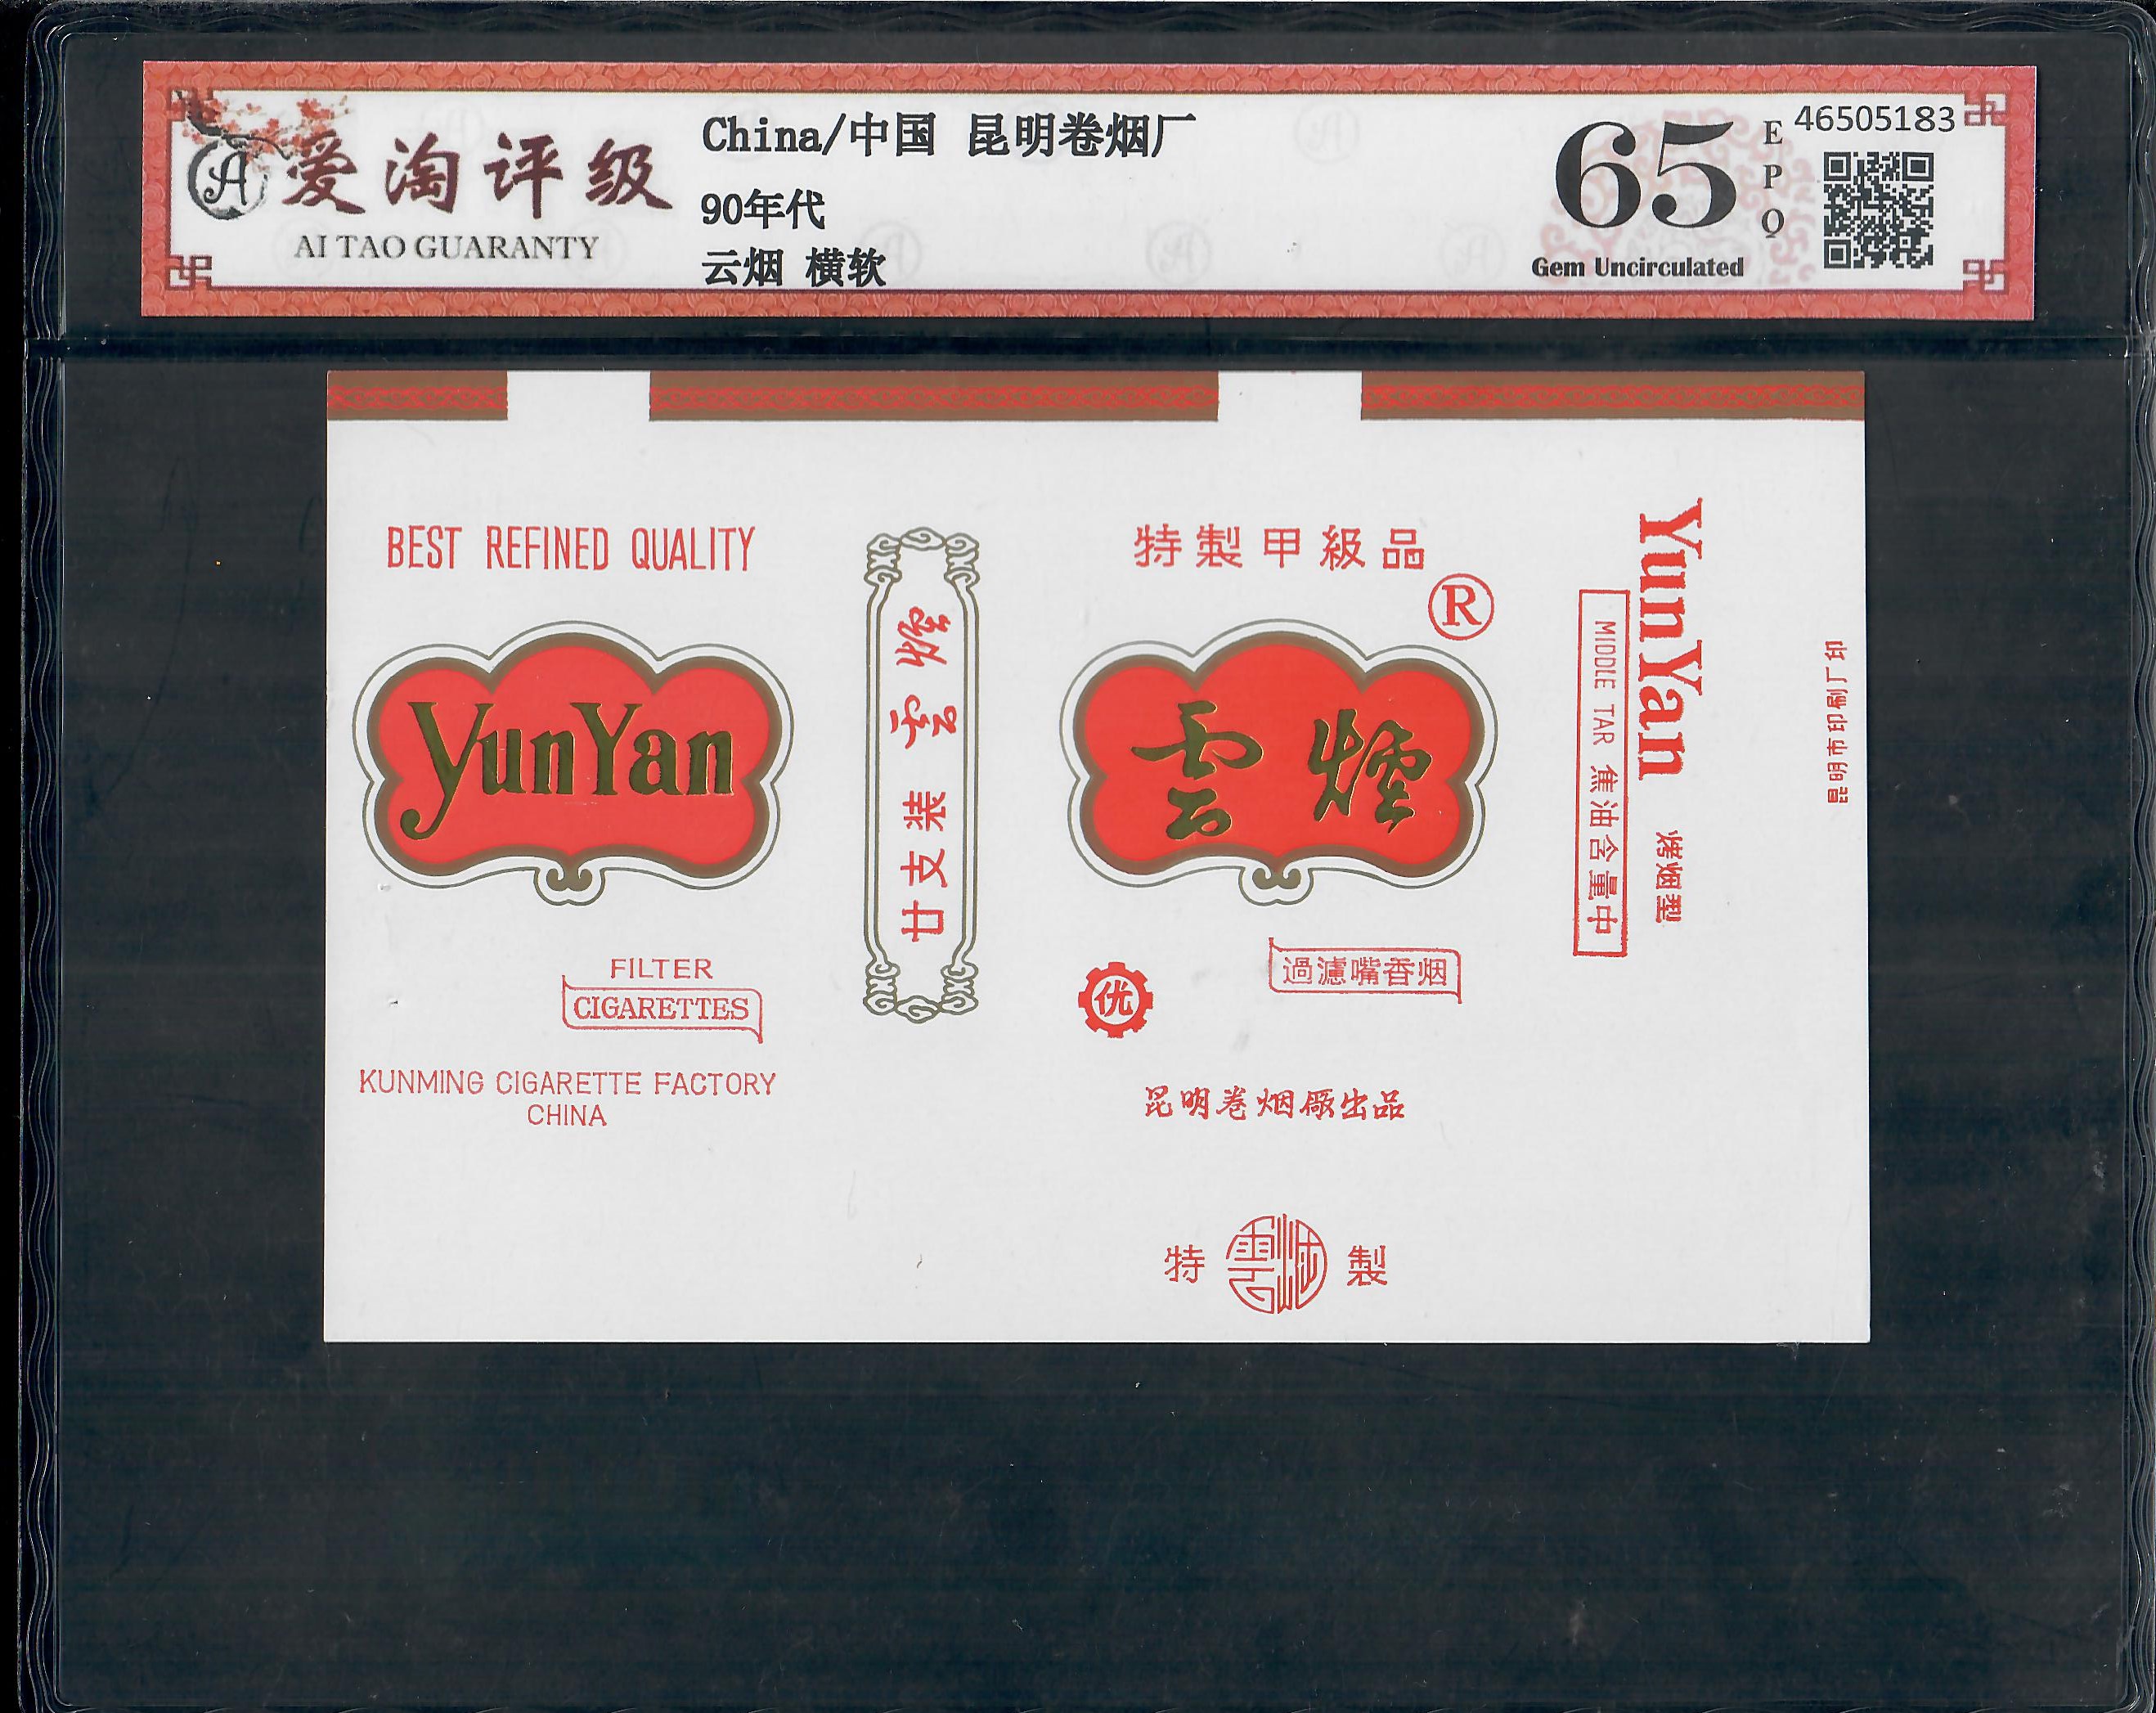 爱淘评级
AI TAO GUARANTY
China/中国 昆明卷烟厂
90年代
云烟 横软
65
EPQ
Gem Uncirculated
46505183
BEST REFINED QUALITY
YunYan
FILTER
CIGARETTES
KUNMING CIGARETTE FACTORY
CHINA
雲煙
廿支装
特製甲級品
R
雲煙
優
過濾嘴香烟
昆明卷烟廠出品
特 雲烟 製
YunYan 烤烟型
MIDDLE TAR 焦油含量中
昆明市印刷厂印